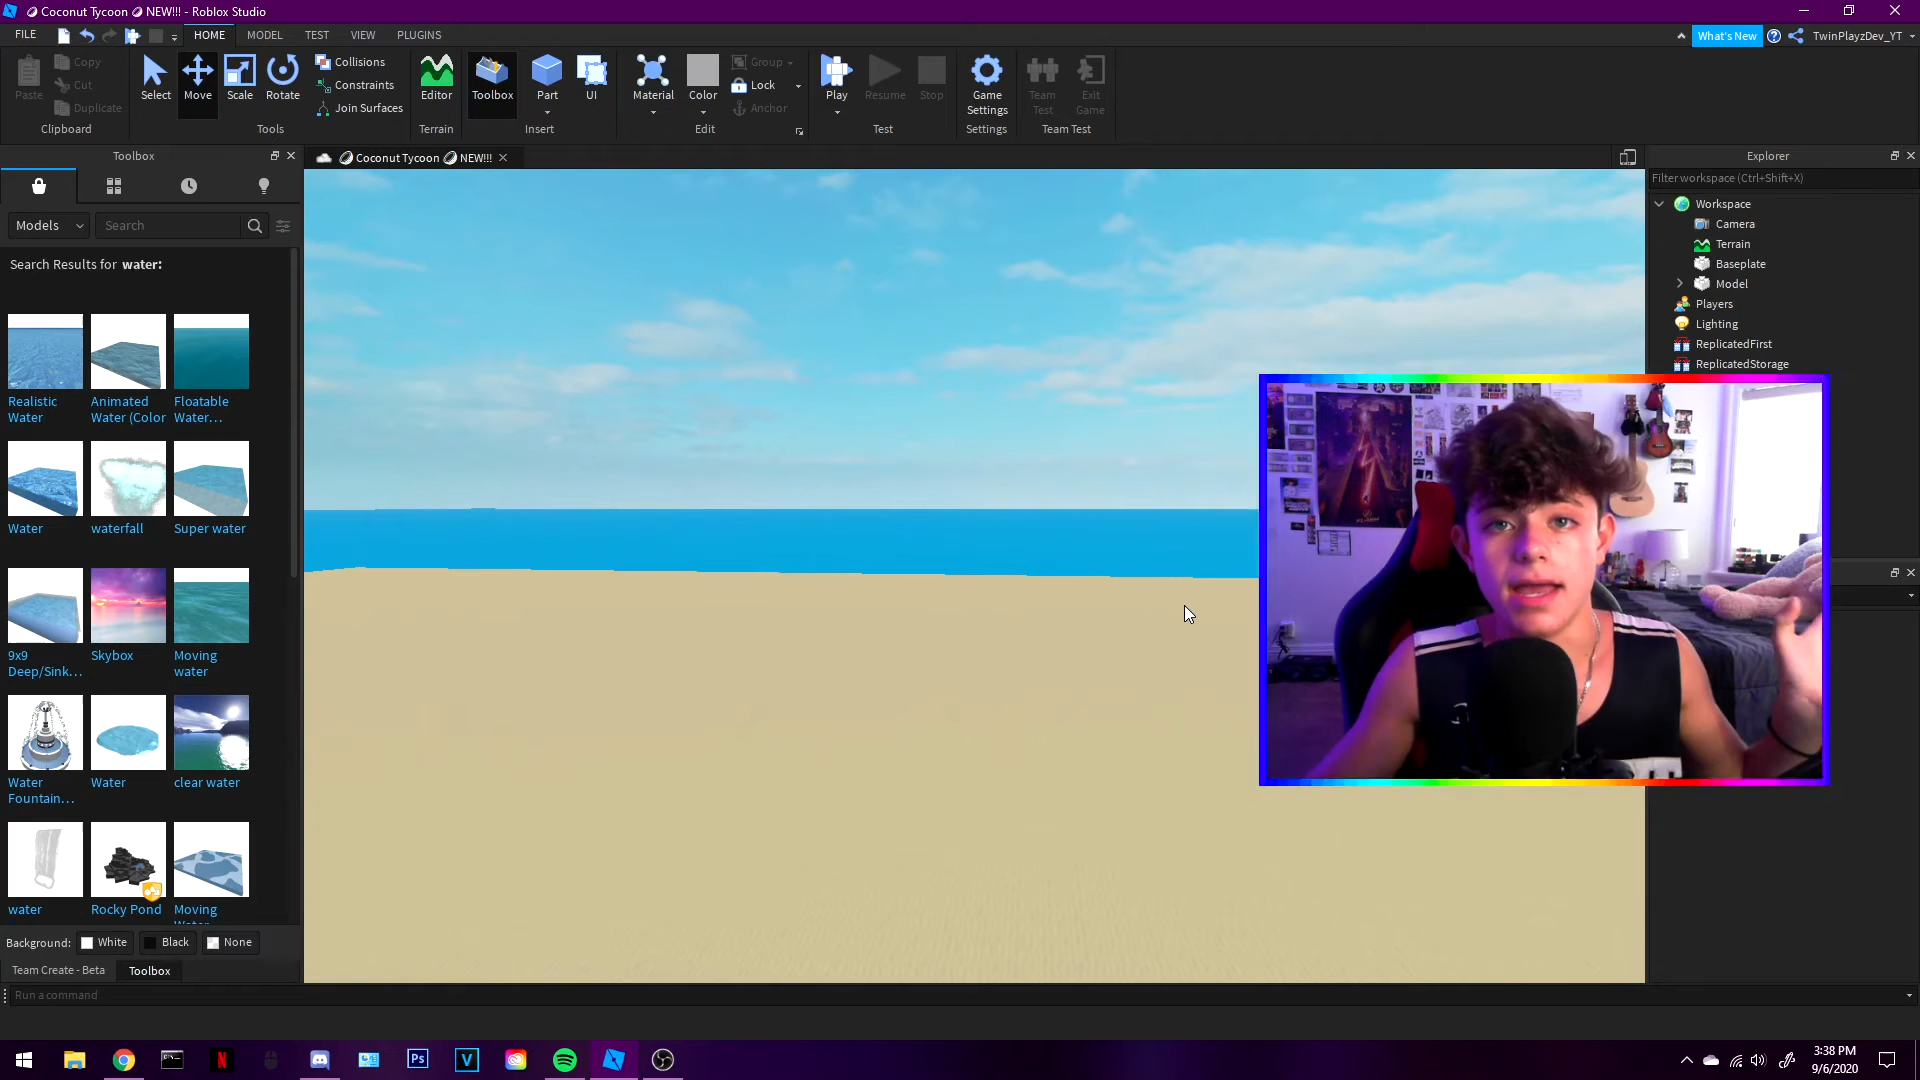 Coconut Tycoon NEW!!! - Roblox Studio
FILE
HOME
MODEL
TEST
VIEW
PLUGINS
What's New
TwinPlayzDev_YT
Paste
Copy
Cut
Duplicate
Clipboard
Select
Move
Scale
Rotate
Collisions
Constraints
Join Surfaces
Tools
Editor
Terrain
Toolbox
Part
UI
Insert
Material
Color
Group
Lock
Anchor
Edit
Play
Resume
Stop
Test
Game
Settings
Settings
Team
Test
Exit
Game
Team Test
Toolbox
Coconut Tycoon NEW!!!
Explorer
Filter workspace (Ctrl+Shift+X)
Workspace
Camera
Terrain
Baseplate
Model
Players
Lighting
ReplicatedFirst
ReplicatedStorage
Models
Search
Search Results for water:
Realistic
Water
Animated
Water (Color
Floatable
Water...
Water
waterfall
Super water
9x9
Deep/Sink...
Skybox
Moving
water
Water
Fountain...
Water
clear water
water
Rocky Pond
Moving
Water
Background:
White
Black
None
Team Create - Beta
Toolbox
Run a command
Ps
V
N
3:38 PM
9/6/2020